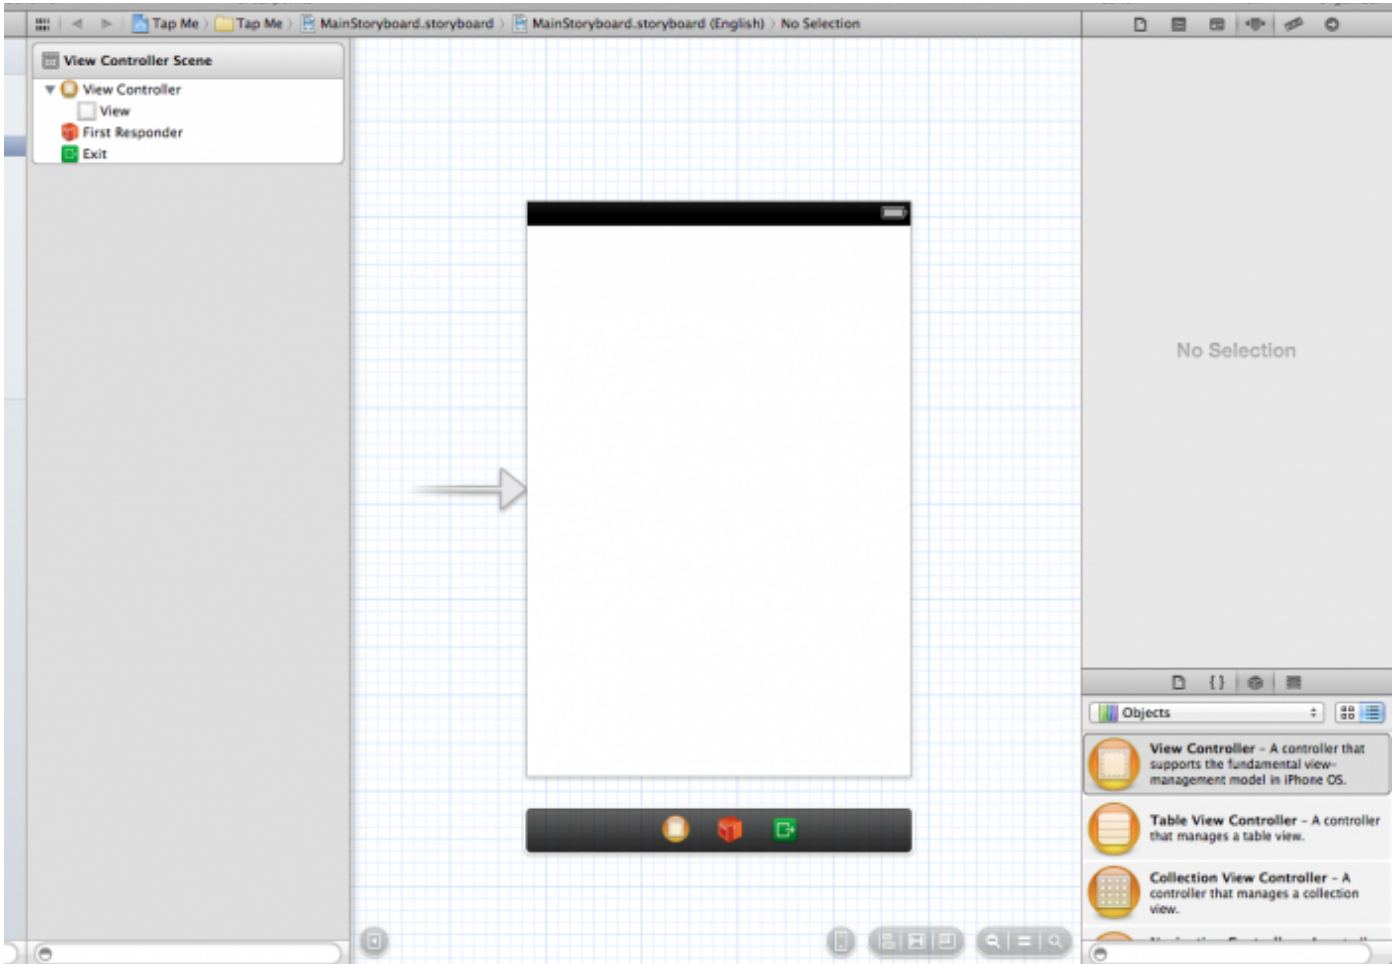 Tap Me
Tap Me
MainStoryboard.storyboard
MainStoryboard.storyboard (English)
No Selection
View Controller Scene
View Controller
View
First Responder
Exit
No Selection
{}
Objects
View Controller - A controller that
supports the fundamental view-
management model in iPhone OS.
Table View Controller - A controller
that manages a table view.
Collection View Controller - A
controller that manages a collection
view.